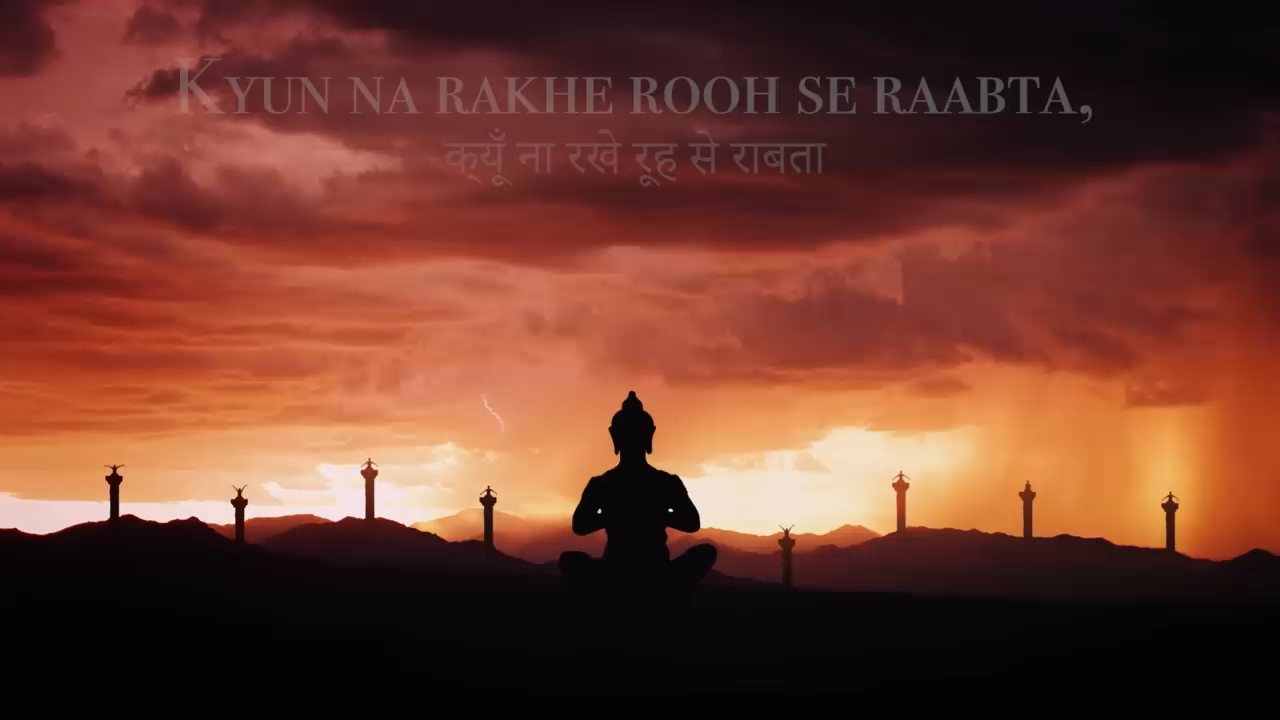 Kyun na rakhe rooh se raabta,
क्यूँ ना रखे रूह से राबता